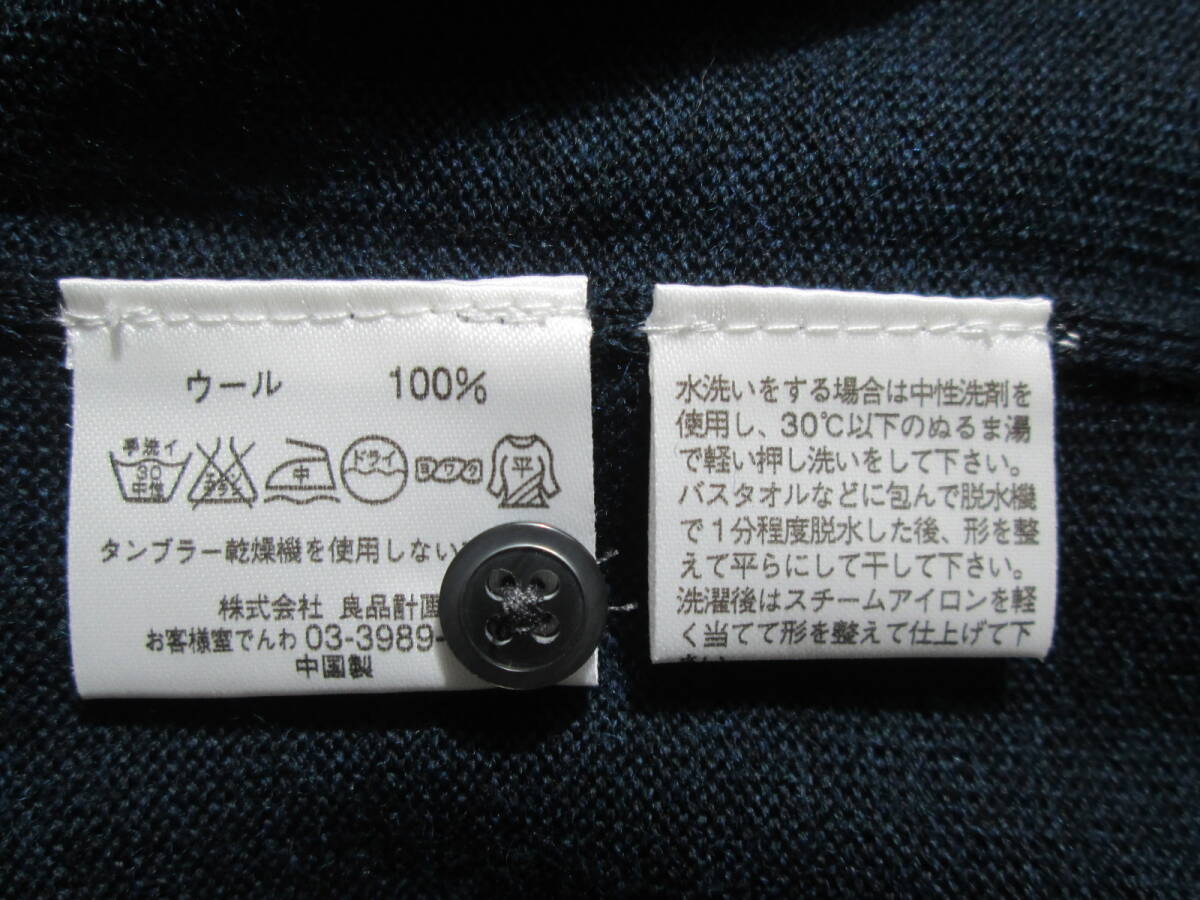 ウール 100%
手洗イ
30
中性
エンソ
サラシ
中
ドライ
ヨワク
平
タンブラー乾燥機を使用しない
株式会社 良品計画
お客様室でんわ 03-3989-
中国製
水洗いをする場合は中性洗剤を
使用し、30℃以下のぬるま湯
で軽い押し洗いをして下さい。
バスタオルなどに包んで脱水機
で1分程度脱水した後、形を整
えて平らにして干して下さい。
洗濯後はスチームアイロンを軽
く当てて形を整えて仕上げて下
さい。